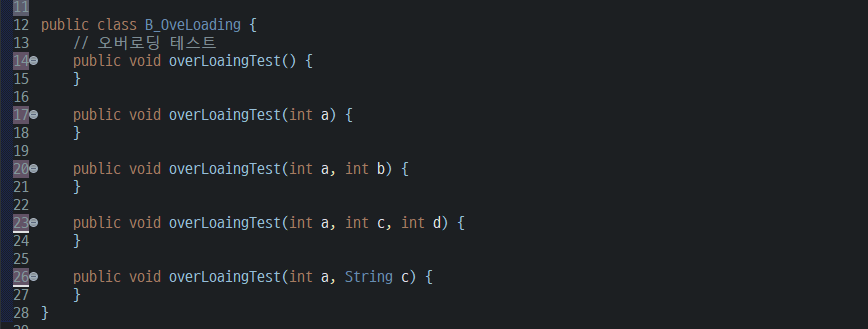 11
12 public class B_OveLoading {
13 // 오버로딩 테스트
14 public void overLoaingTest() {
15 }
16
17 public void overLoaingTest(int a) {
18 }
19
20 public void overLoaingTest(int a, int b) {
21 }
22
23 public void overLoaingTest(int a, int c, int d) {
24 }
25
26 public void overLoaingTest(int a, String c) {
27 }
28 }